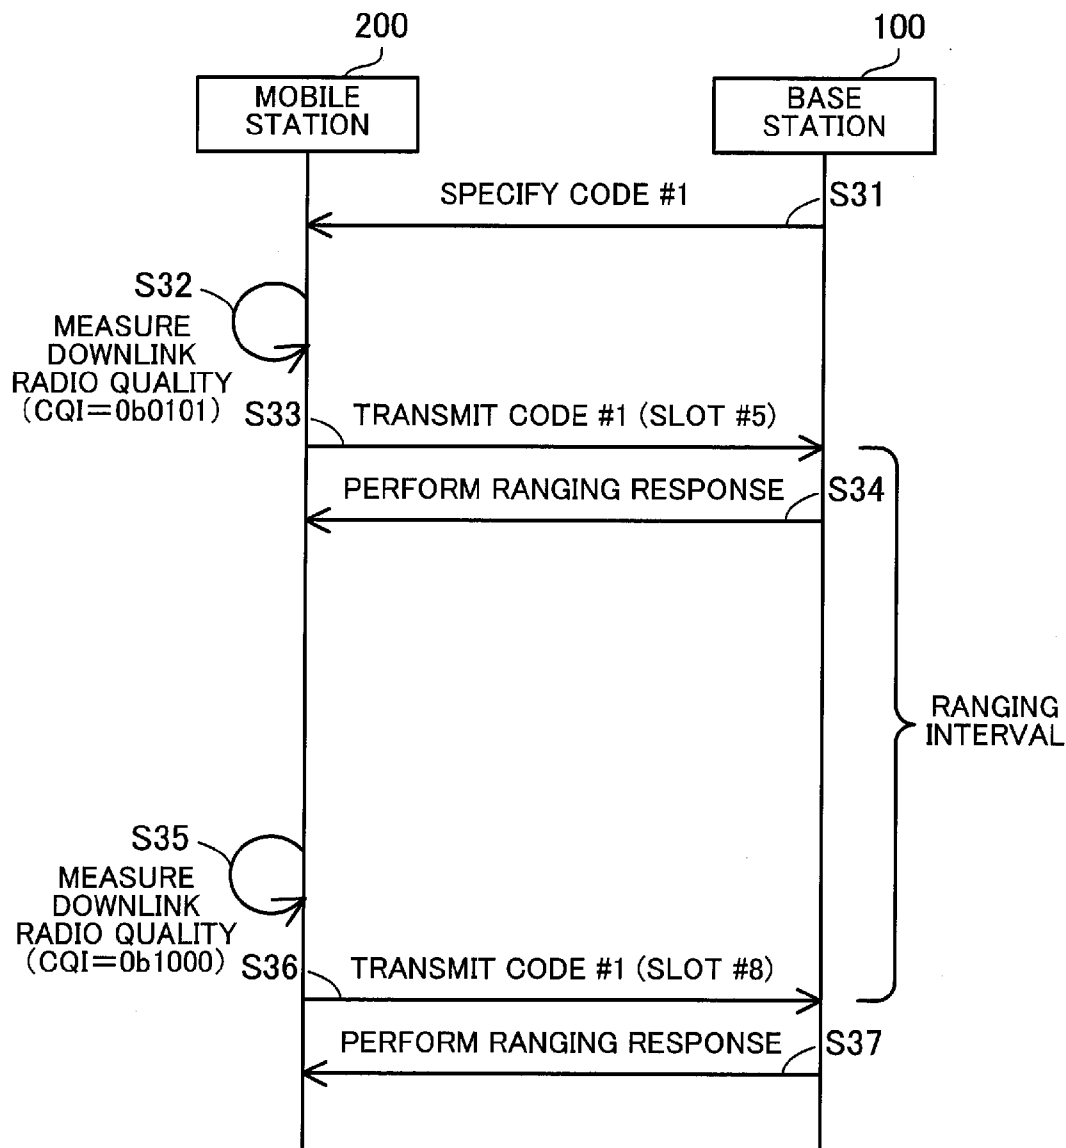 200
100
MOBILE
STATION
BASE
STATION
SPECIFY CODE #1
S31
S32
MEASURE
DOWNLINK
RADIO QUALITY
(CQI=0b0101)
S33
TRANSMIT CODE #1 (SLOT #5)
PERFORM RANGING RESPONSE
S34
RANGING
INTERVAL
S35
MEASURE
DOWNLINK
RADIO QUALITY
(CQI=0b1000)
S36
TRANSMIT CODE #1 (SLOT #8)
PERFORM RANGING RESPONSE
S37